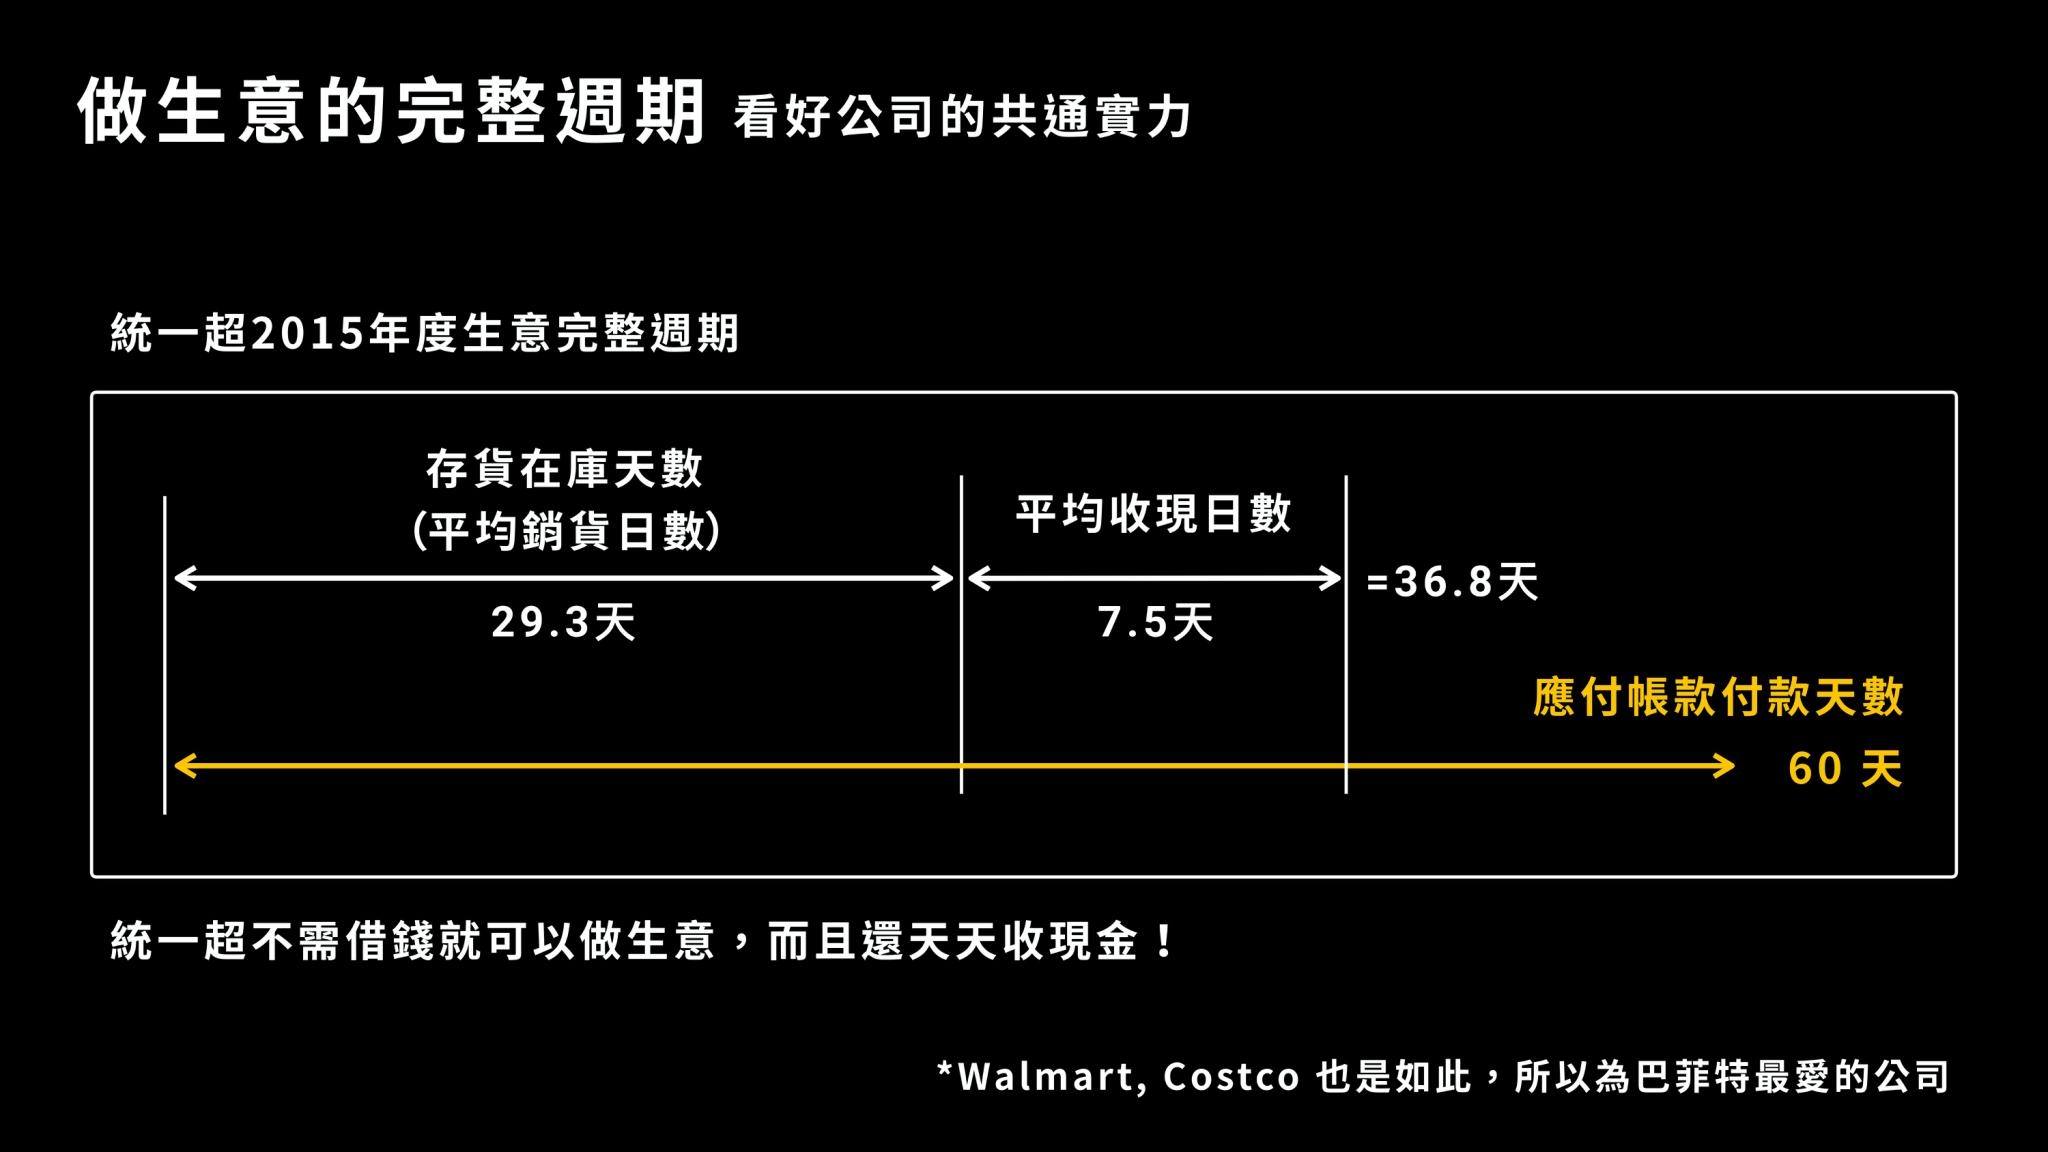 做生意的完整週期 看好公司的共通實力
統一超2015年度生意完整週期
存貨在庫天數
(平均銷貨日數)
29.3天
平均收現日數
7.5天
=36.8天
應付帳款付款天數
60 天
統一超不需借錢就可以做生意，而且還天天收現金！
*Walmart, Costco 也是如此，所以為巴菲特最愛的公司